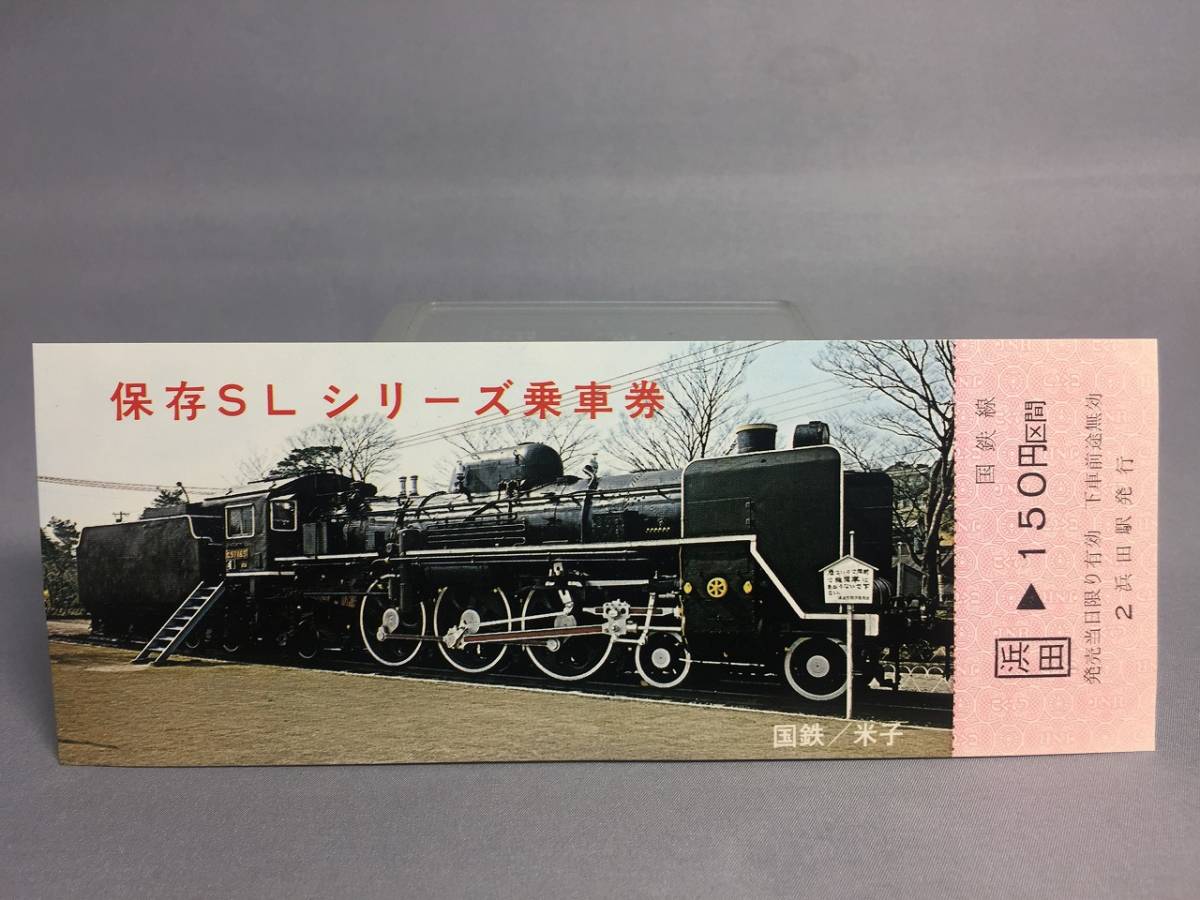 保存SLシリーズ乗車券
C57165
国鉄／米子
国鉄線
浜田 ▶ 150円区間
発売当日限り有効 下車前途無効
2 浜田駅発行